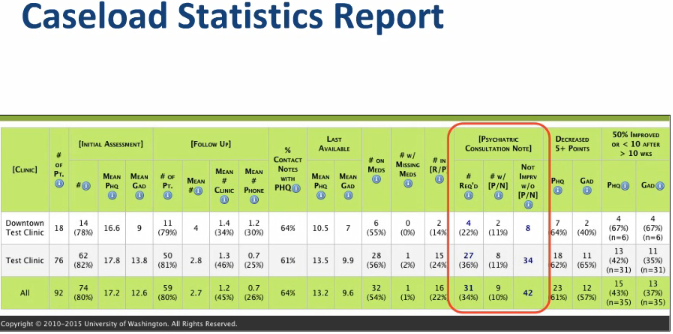 Caseload Statistics Report
[CLINIC] # OF PT. [INITIAL ASSESSMENT] [FOLLOW UP] % CONTACT NOTES WITH PHQ LAST AVAILABLE # ON MEDS # W/ MISSING MEDS # IN [R/P] [PSYCHIATRIC CONSULTATION NOTE] DECREASED 5+ POINTS 50% IMPROVED OR < 10 AFTER > 10 WKS
# MEAN PHQ MEAN GAD # OF PT. MEAN # MEAN # CLINIC MEAN # PHONE MEAN PHQ MEAN GAD # REQ'D # W/ [P/N] NOT IMPRV W/O [P/N] PHQ GAD PHQ GAD
Downtown Test Clinic 18 14 (78%) 16.6 9 11 (79%) 4 1.4 (34%) 1.2 (30%) 64% 10.5 7 6 (55%) 0 (0%) 2 (14% 4 (22%) 2 (11%) 8 7 64%) 2 (40%) 4 (67%) (n=6) 4 (67%) (n=6)
Test Clinic 76 62 (82%) 17.8 13.8 50 (81%) 2.8 1.3 (46%) 0.7 (25%) 61% 13.5 9.9 28 (56%) 1 (2%) 15 (24% 27 (36%) 8 (11%) 34 18 62%) 11 (65%) 13 (42%) (n=31) 11 (35%) (n=31)
All 92 74 (80%) 17.2 12.6 59 (80%) 2.7 1.2 (45%) 0.7 (26%) 64% 13.2 9.6 32 (54%) 1 (1%) 16 (22% 31 (34%) 9 (10%) 42 23 61%) 12 (57%) 15 (43%) (n=35) 13 (37%) (n=35)
Copyright © 2010-2015 University of Washington. All Rights Reserved.